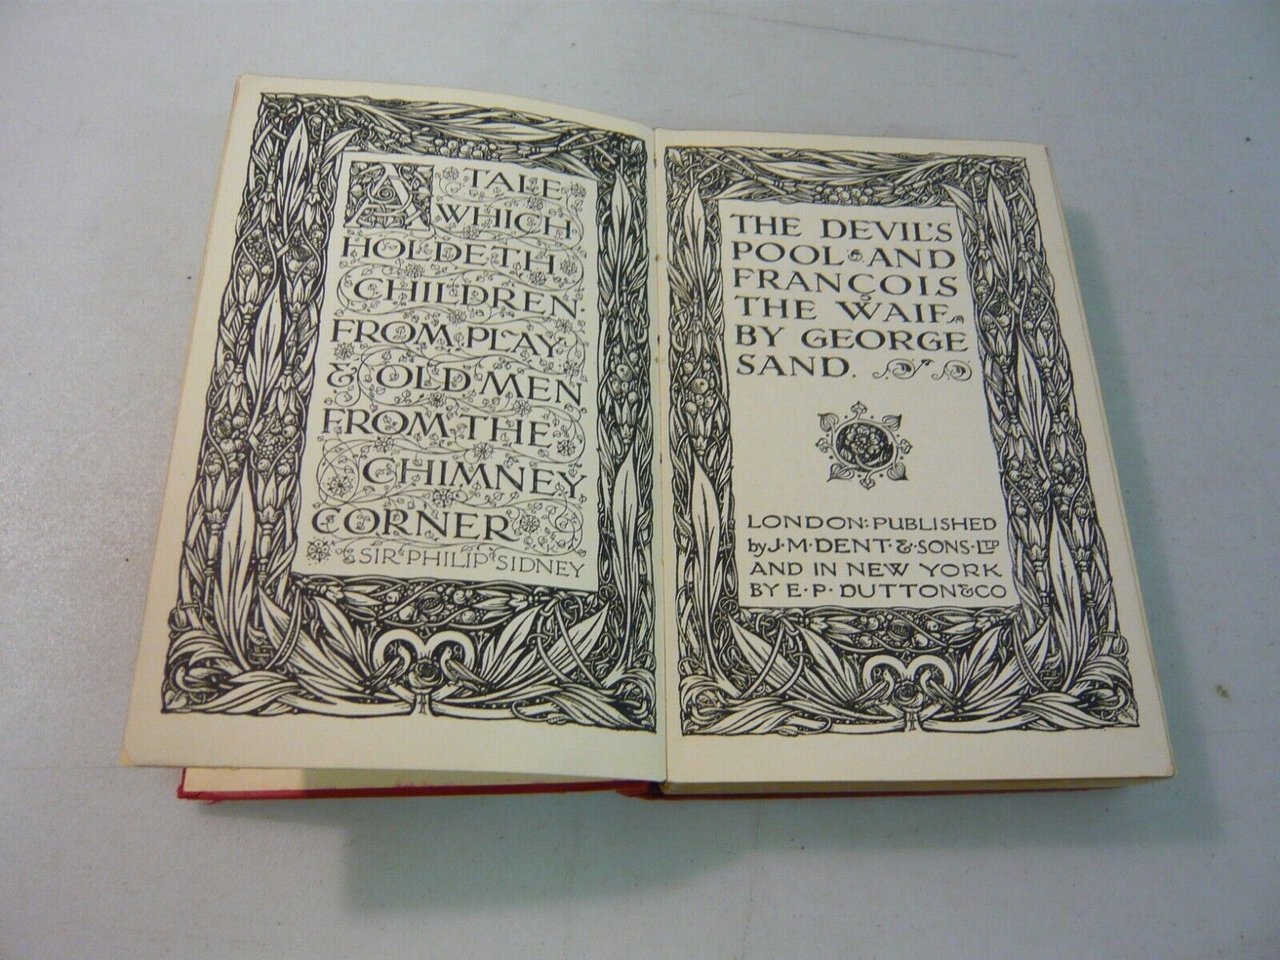 A TALE
WHICH
HOLDETH
CHILDREN
FROM PLAY
& OLD MEN
FROM THE
CHIMNEY
CORNER
SIR PHILIP SIDNEY
THE DEVIL'S
POOL AND
FRANÇOIS
THE WAIF
BY GEORGE
SAND.
LONDON: PUBLISHED
by J. M. DENT & SONS LTD
AND IN NEW YORK
BY E. P. DUTTON & CO